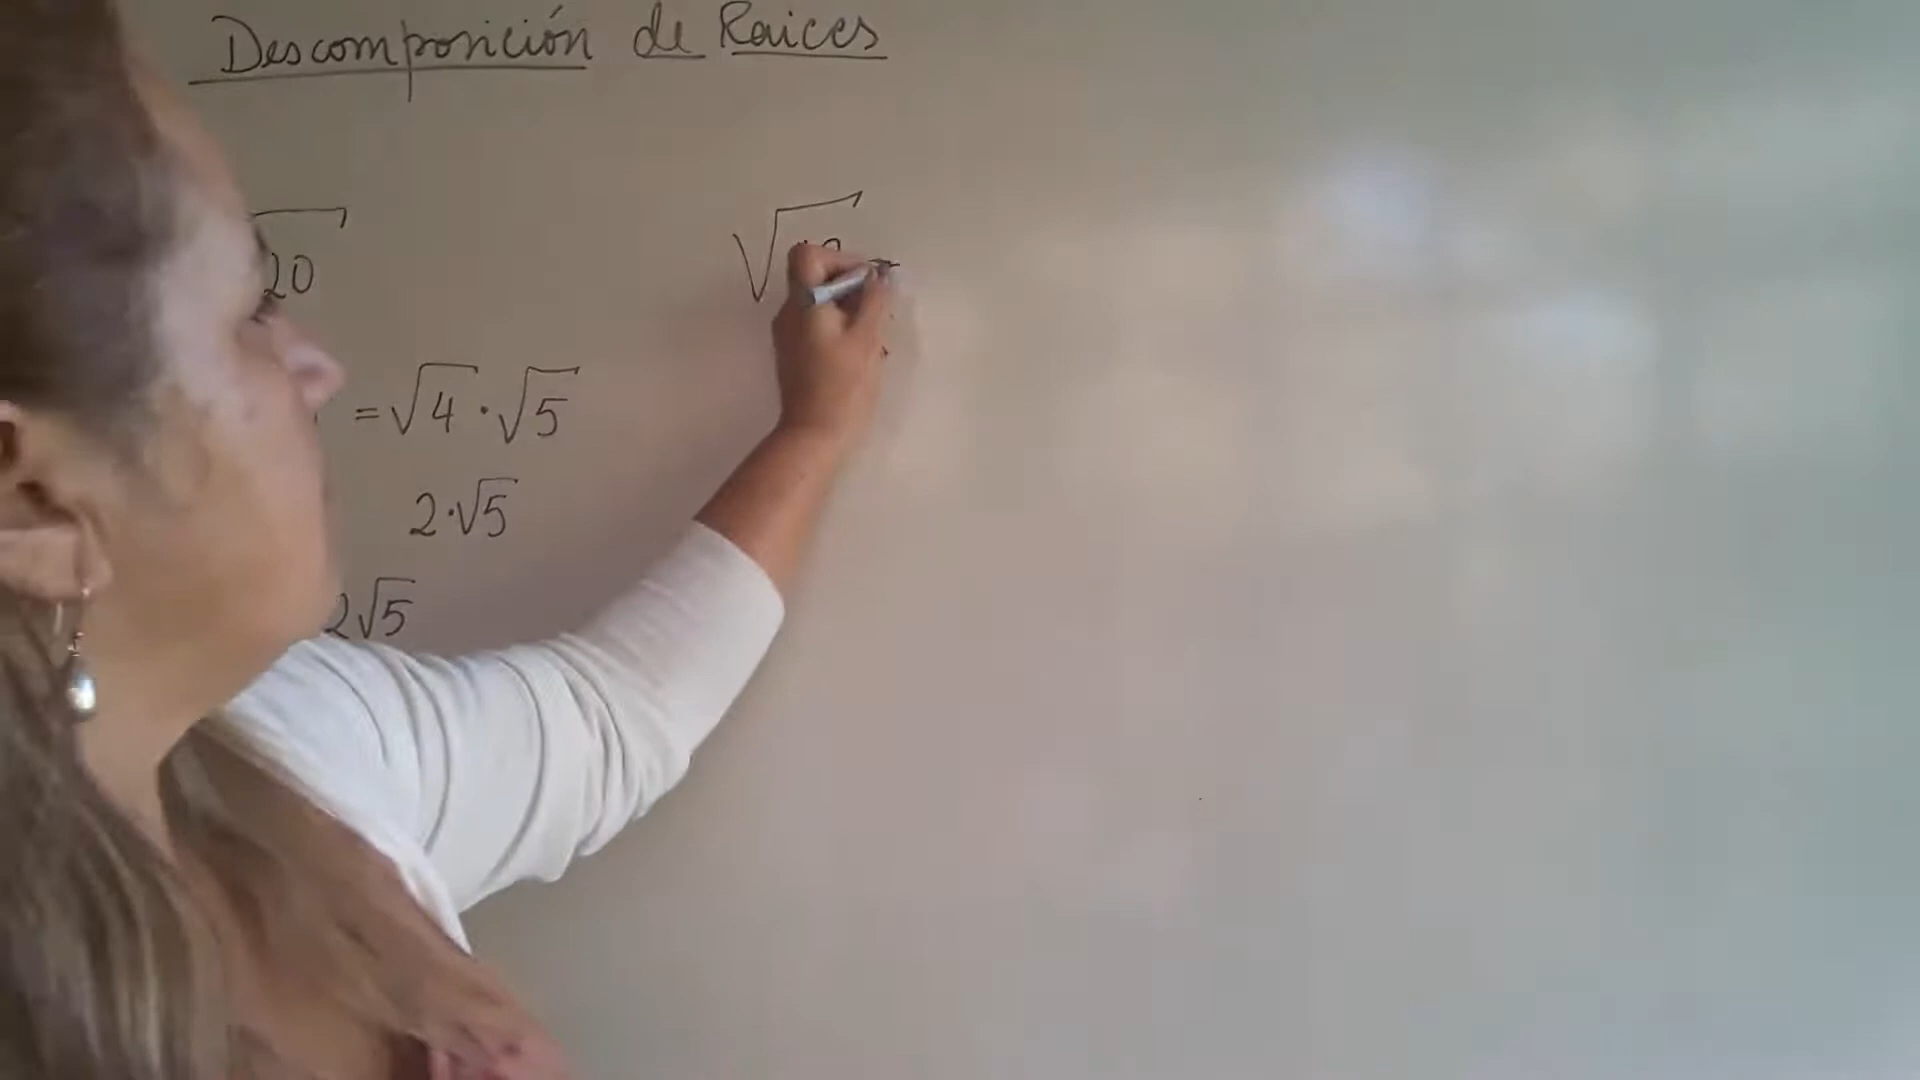 Descomposición de Raices
√20
= √4 · √5
2·√5
2√5